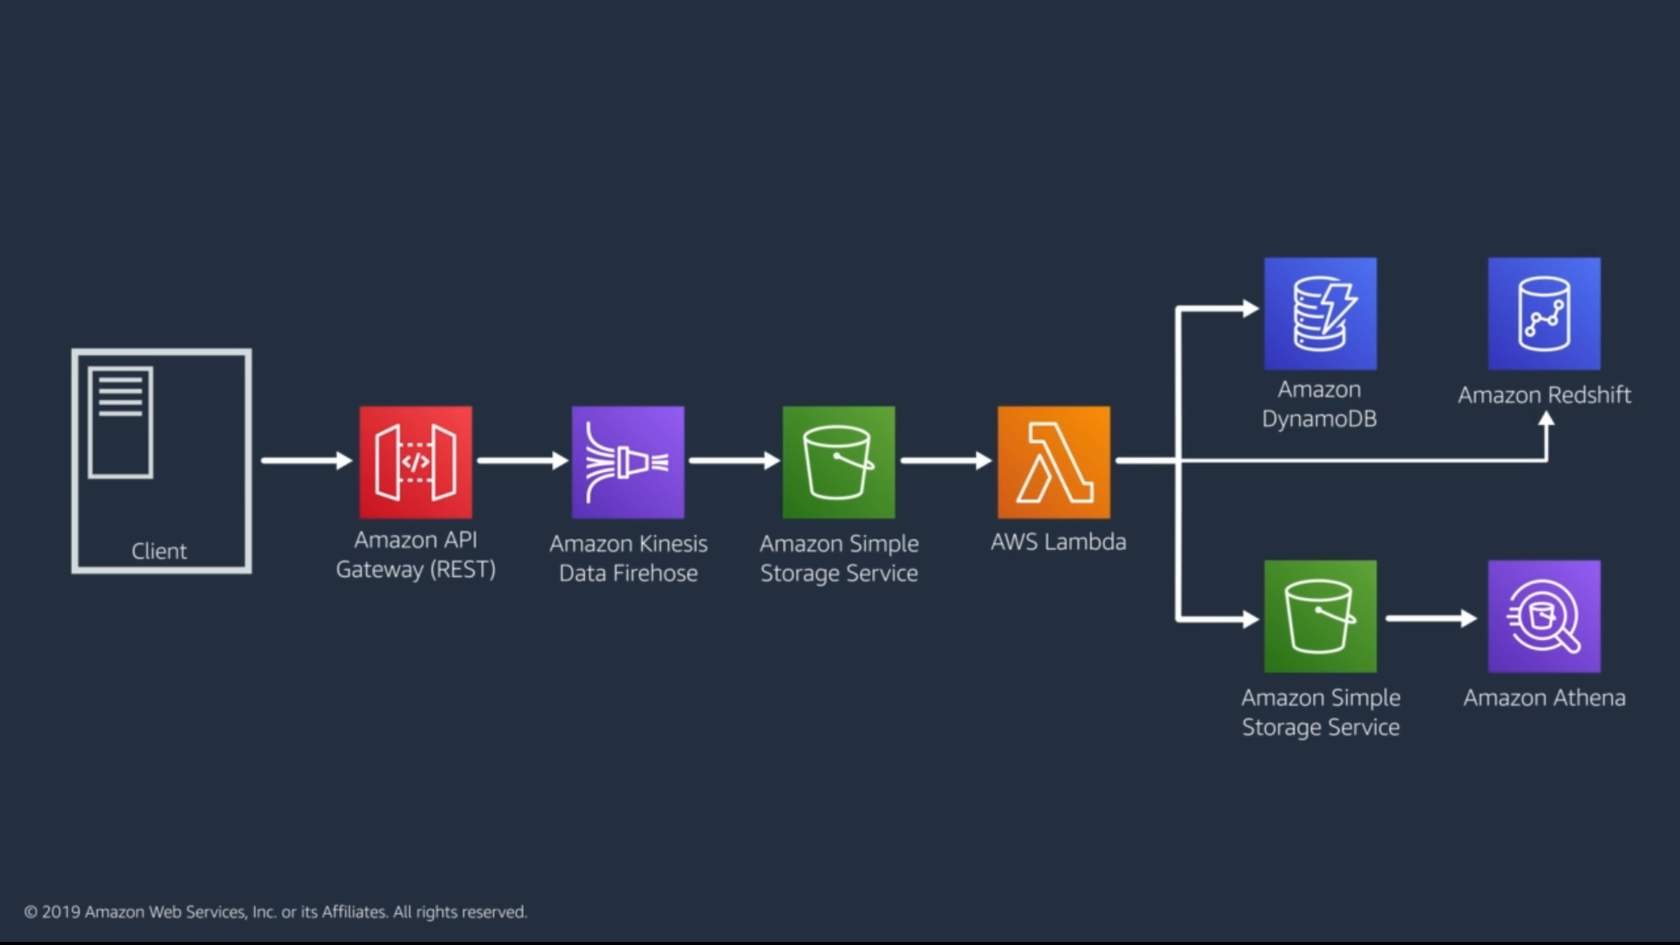 Client
Amazon API
Gateway (REST)
</>
Amazon Kinesis
Data Firehose
Amazon Simple
Storage Service
AWS Lambda
Amazon
DynamoDB
Amazon Redshift
Amazon Simple
Storage Service
Amazon Athena
© 2019 Amazon Web Services, Inc. or its Affiliates. All rights reserved.